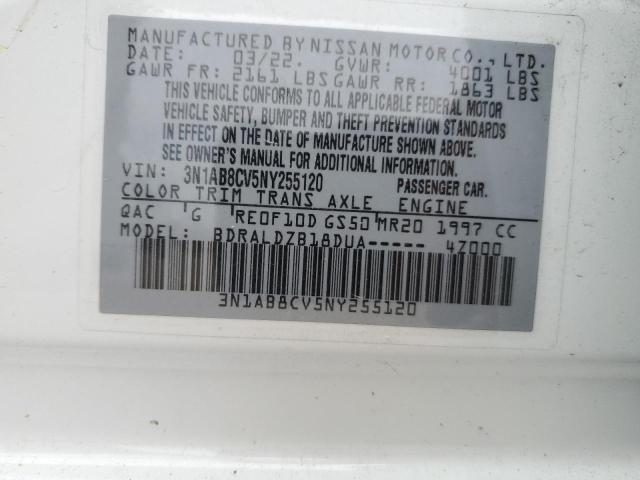 MANUFACTURED BY NISSAN MOTOR CO., LTD.
DATE: 03/22. GVWR: 4001 LBS
GAWR FR: 2161 LBS GAWR RR: 1863 LBS
THIS VEHICLE CONFORMS TO ALL APPLICABLE FEDERAL MOTOR
VEHICLE SAFETY, BUMPER AND THEFT PREVENTION STANDARDS
IN EFFECT ON THE DATE OF MANUFACTURE SHOWN ABOVE.
SEE OWNER'S MANUAL FOR ADDITIONAL INFORMATION.
VIN: 3N1AB8CV5NY255120 PASSENGER CAR.
COLOR TRIM TRANS AXLE ENGINE
QAC G RE0F10D GS50 MR20 1997 CC
MODEL: BDRALDZB18DUA----- 47000
3N1AB8CV5NY255120